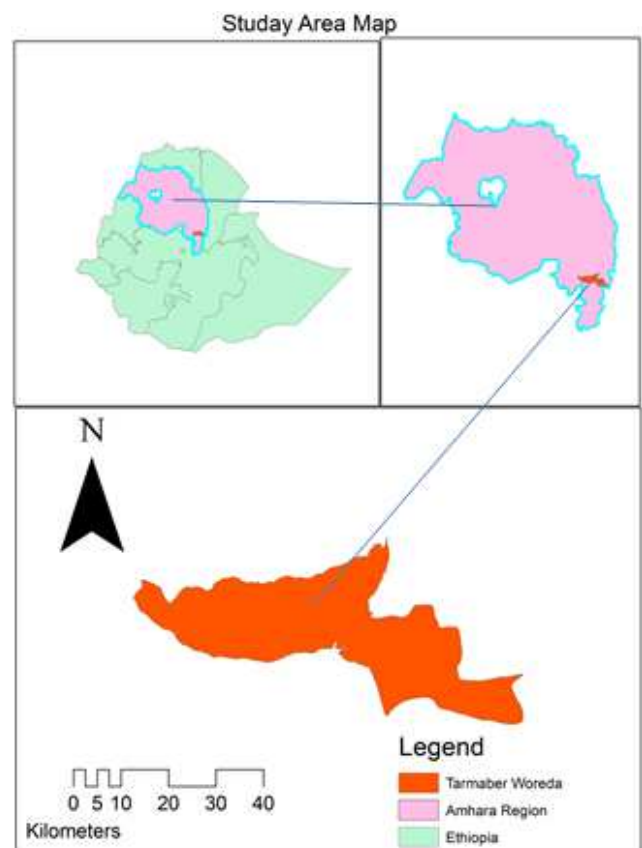 Studay Area Map
N
Legend
Tarmaber Woreda
Amhara Region
Ethiopia
0 5 10 20 30 40
Kilometers